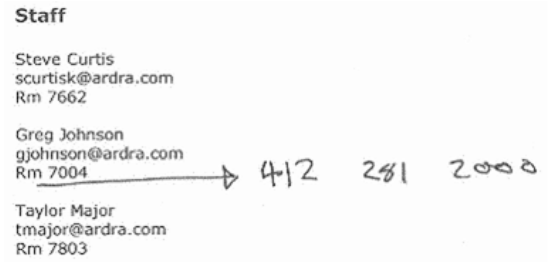 Staff
Steve Curtis
scurtisk@ardra.com
Rm 7662
Greg Johnson
gjohnson@ardra.com
Rm 7004 412 281 2000
Taylor Major
tmajor@ardra.com
Rm 7803